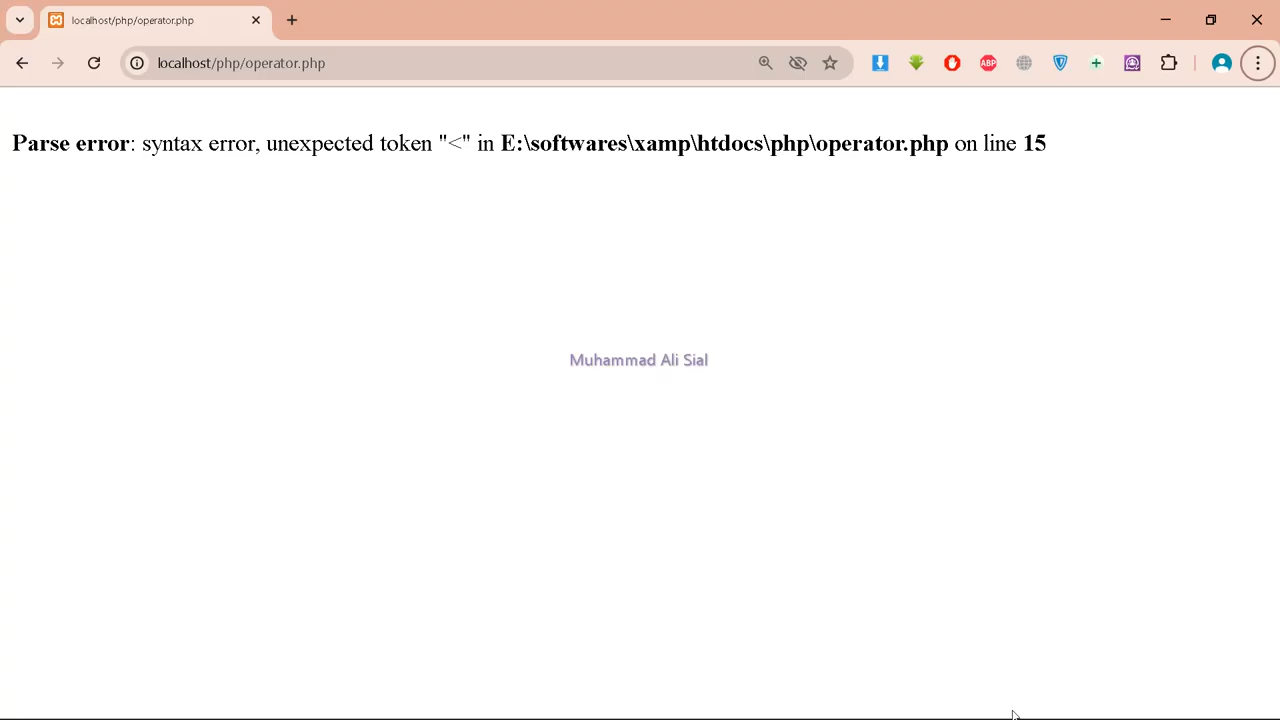 localhost/php/operator.php
localhost/php/operator.php
ABP
Parse error: syntax error, unexpected token "<" in E:\softwares\xamp\htdocs\php\operator.php on line 15
Muhammad Ali Sial